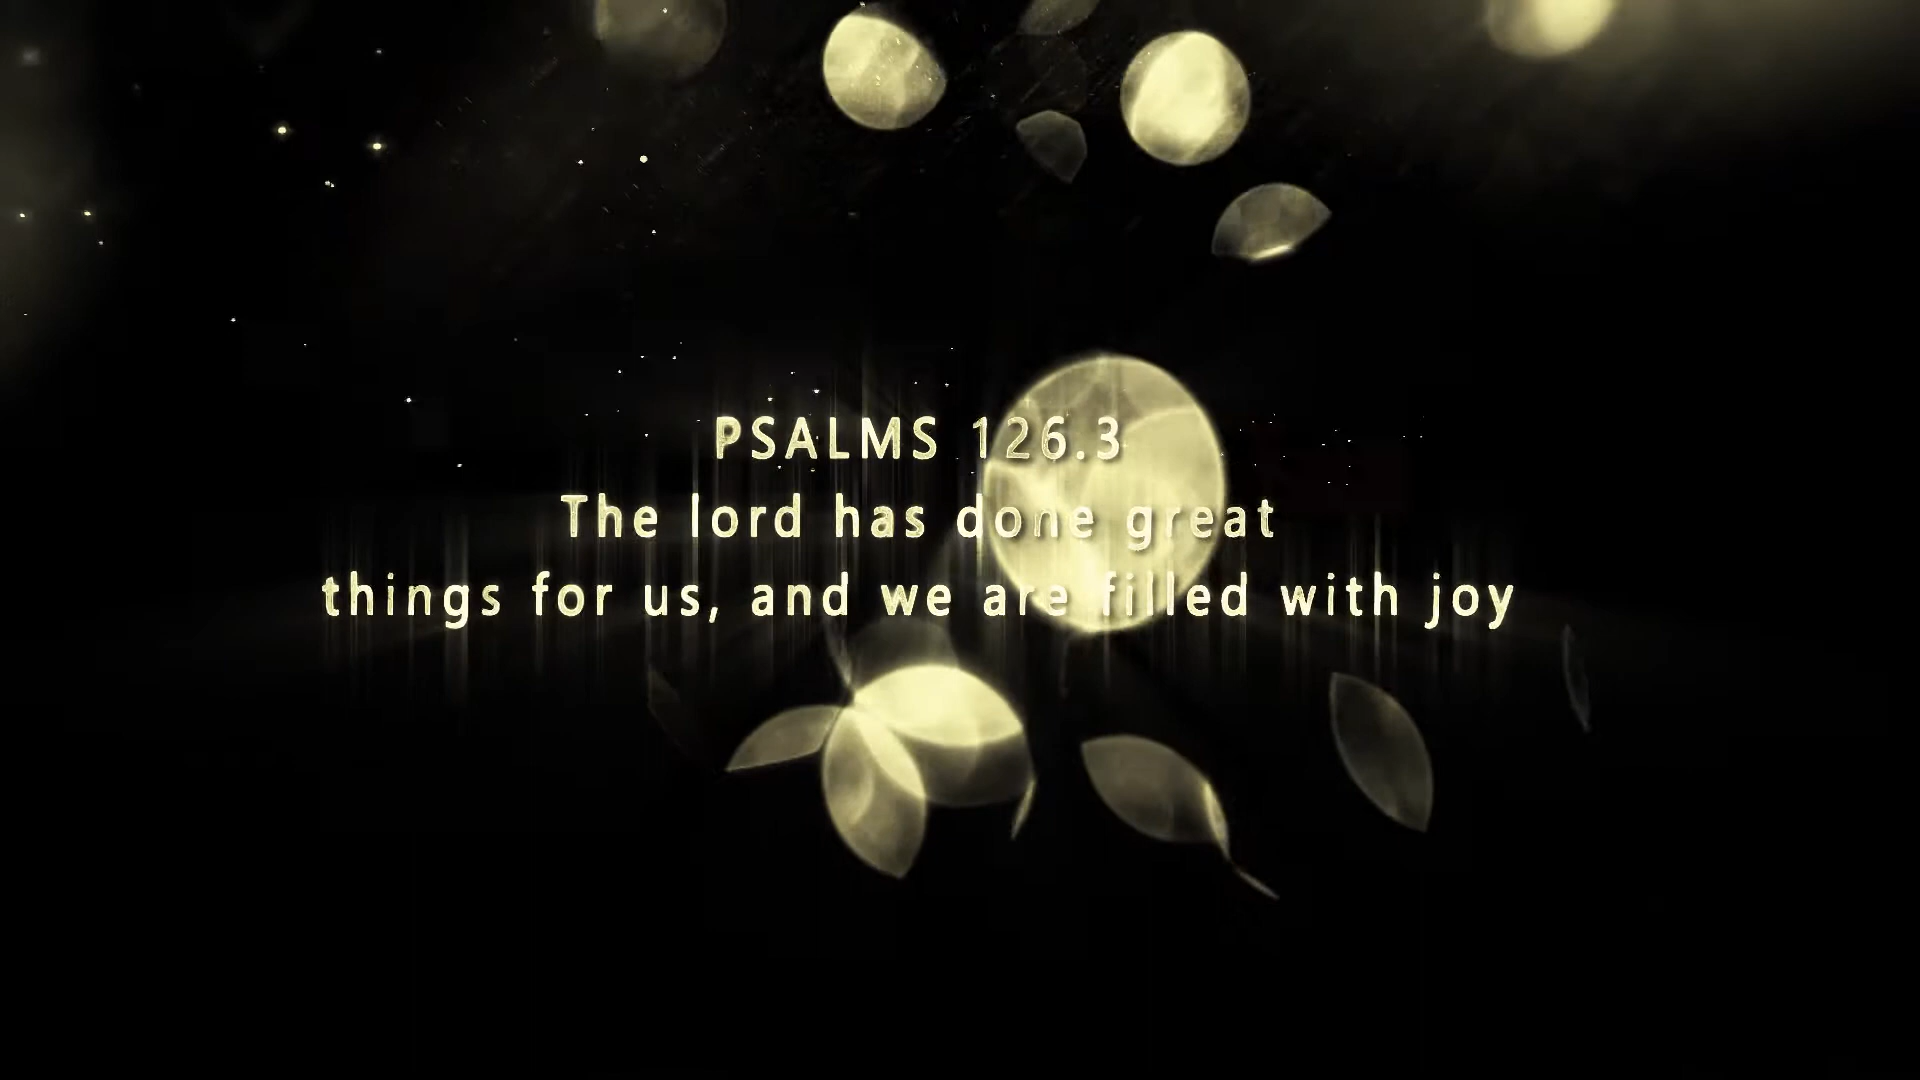 PSALMS 126.3
The lord has done great
things for us, and we are filled with joy